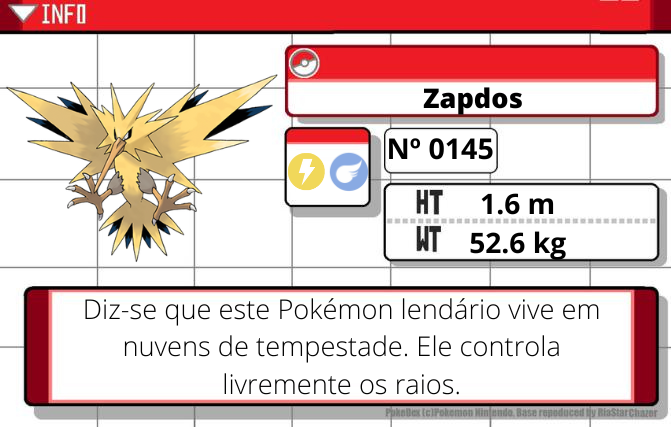 INFO
Zapdos
Nº 0145
HT 1.6 m
WT 52.6 kg
Diz-se que este Pokémon lendário vive em
nuvens de tempestade. Ele controla
livremente os raios.
PokeDex (c)Pokemon Nintendo. Base reproduced by RiaStarChazer